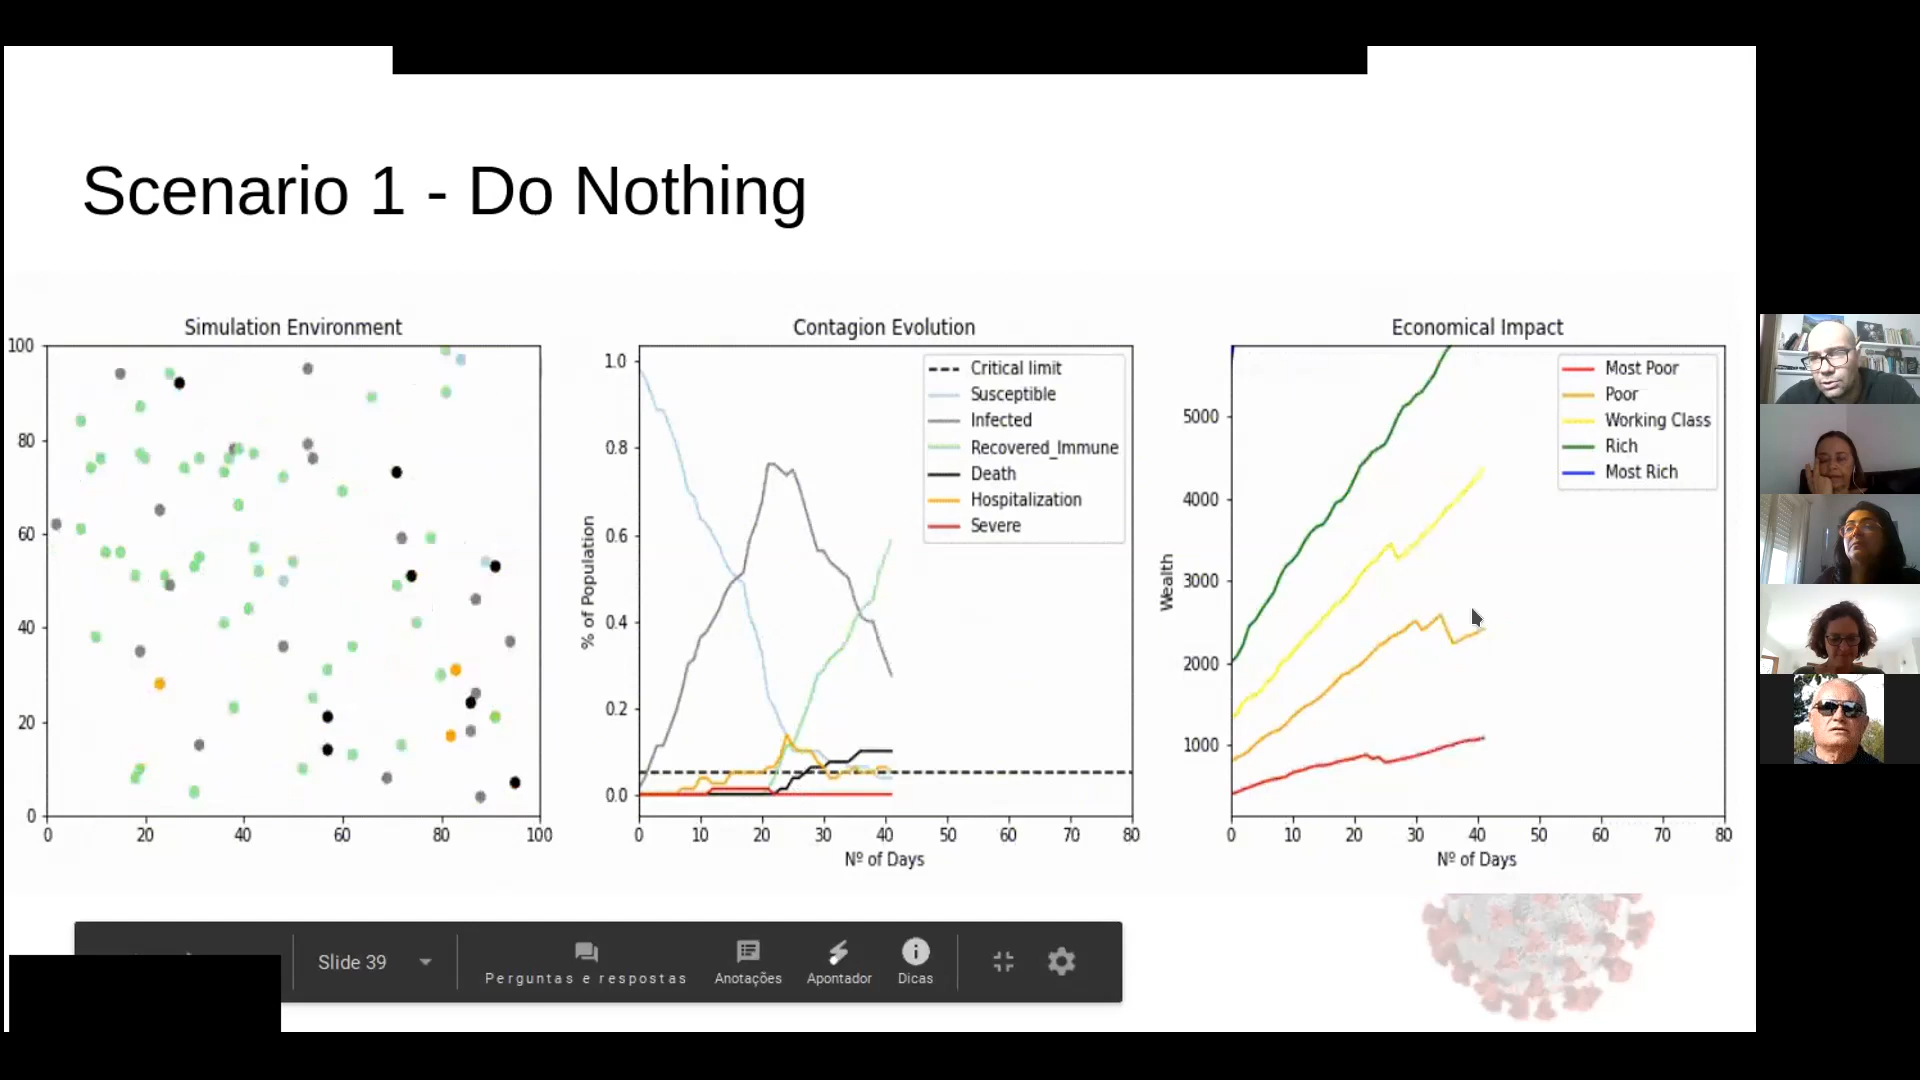 Scenario 1 - Do Nothing
Simulation Environment
100
80
60
40
20
0
0 20 40 60 80 100
Contagion Evolution
% of Population
1.0
0.8
0.6
0.4
0.2
0.0
0 10 20 30 40 50 60 70 80
Nº of Days
Critical limit
Susceptible
Infected
Recovered_Immune
Death
Hospitalization
Severe
Economical Impact
Wealth
5000
4000
3000
2000
1000
0 10 20 30 40 50 60 70 80
Nº of Days
Most Poor
Poor
Working Class
Rich
Most Rich
Slide 39
Perguntas e respostas
Anotações
Apontador
Dicas